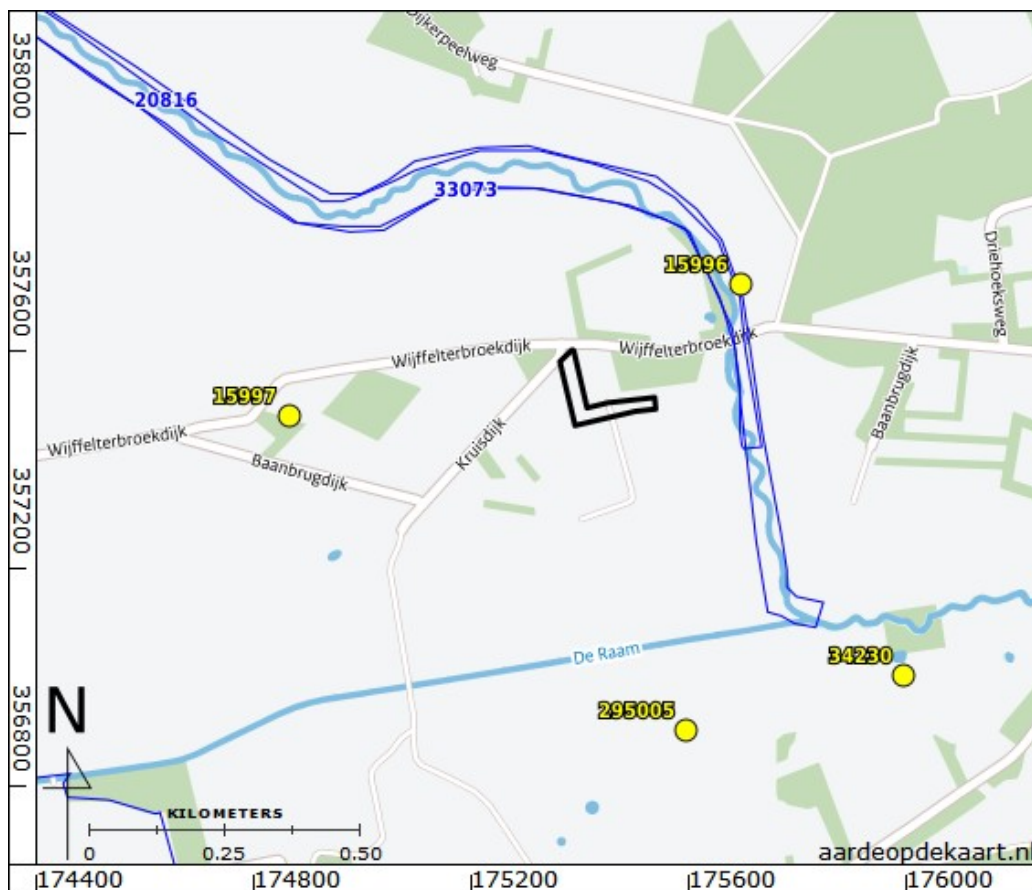 Dijkerpeelweg
358000
20816
33073
Driehoeksweg
15996
357600
Wijffelterbroekdijk
Wijffelterbroekdijk
15997
Baanbrugdijk
Wijffelterbroekdijk
Kruisdijk
Baanbrugdijk
357200
De Raam
34230
295005
N
356800
KILOMETERS
0 0.25 0.50
aardeopdekaart.nl
174400 174800 175200 175600 176000